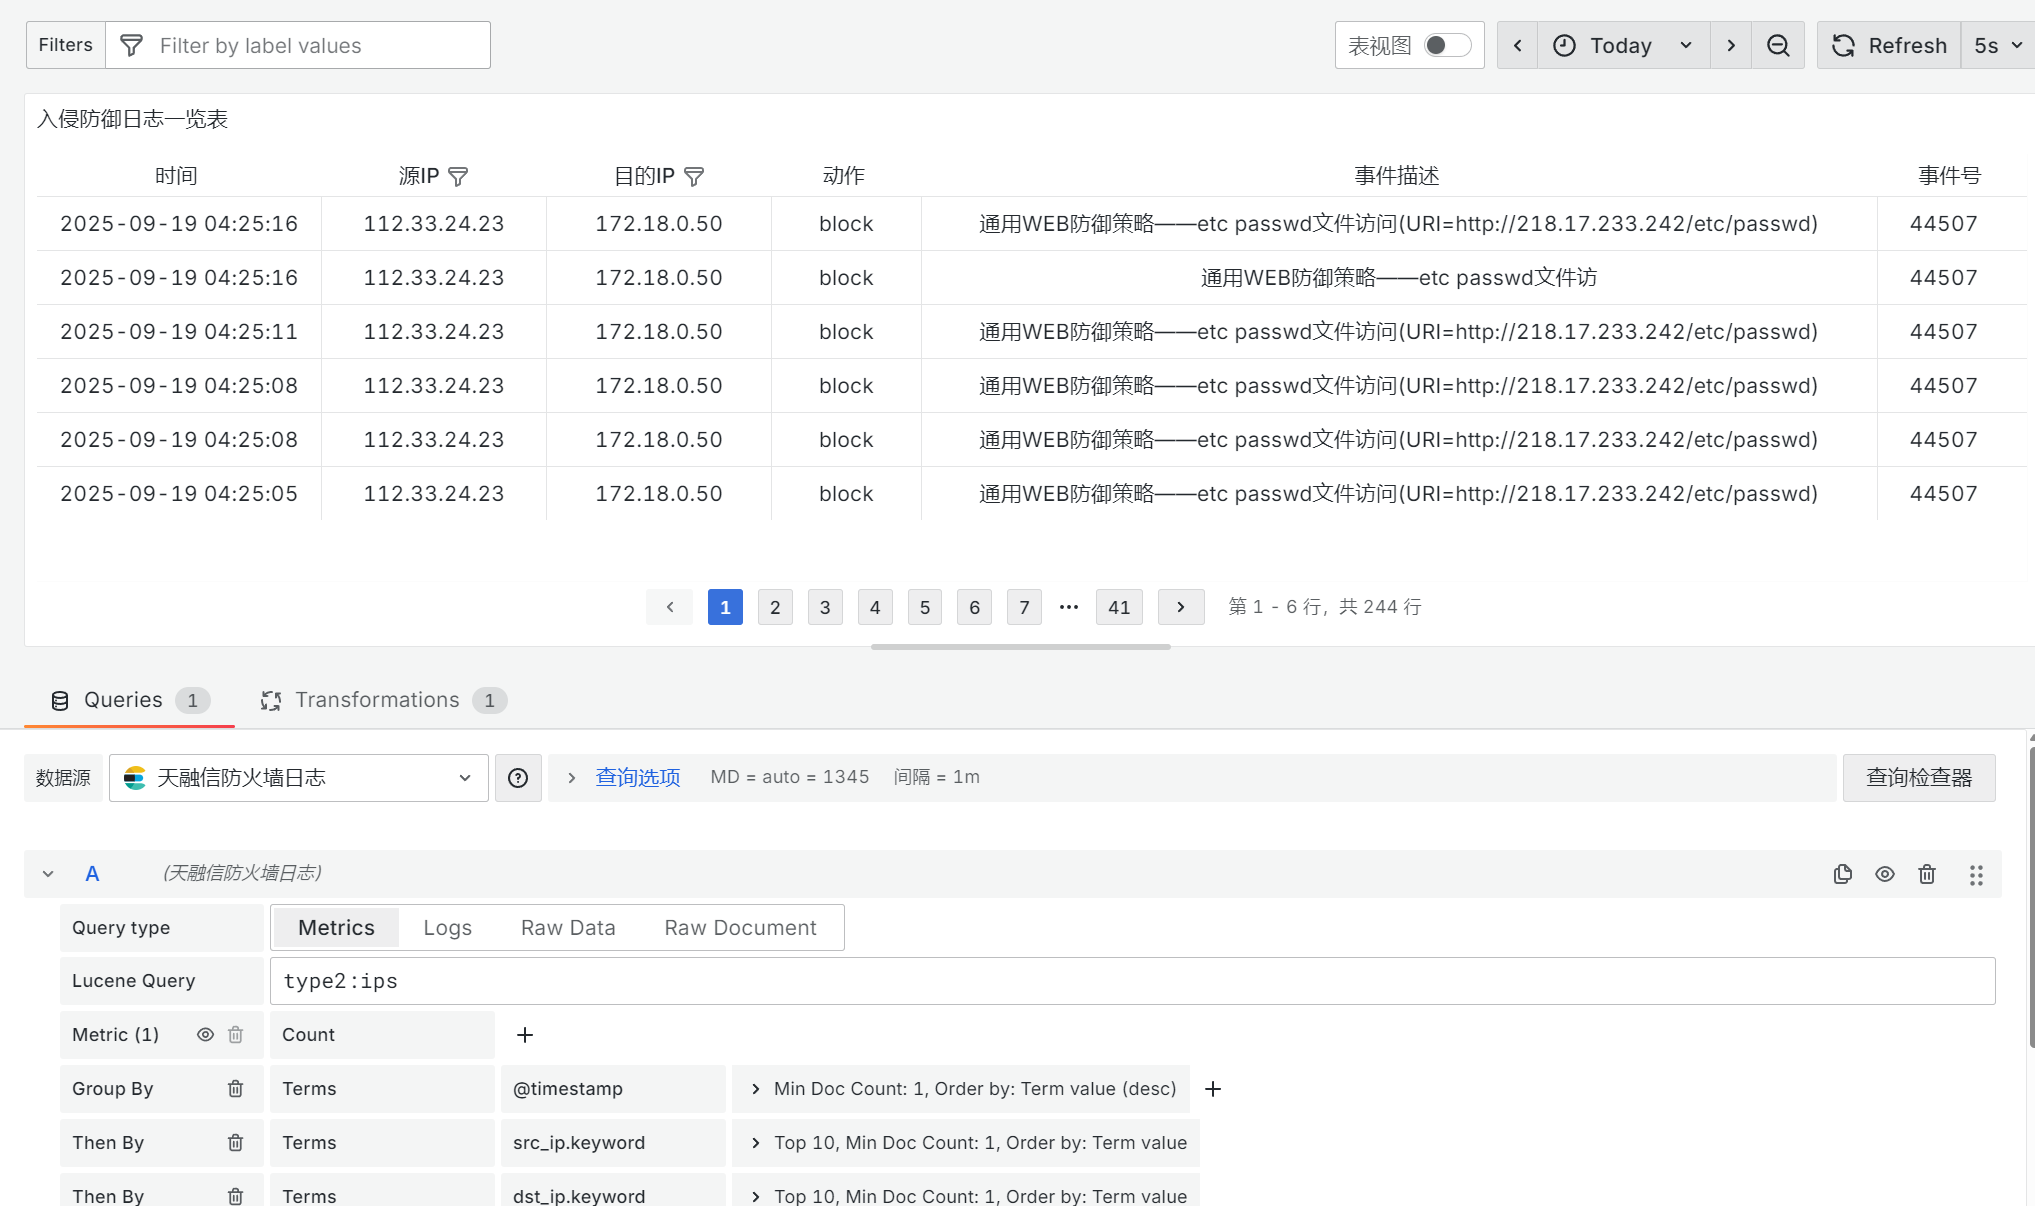 Filters Filter by label values 表视图 Today Refresh 5s
入侵防御日志一览表
时间 源IP 目的IP 动作 事件描述 事件号
2025-09-19 04:25:16 112.33.24.23 172.18.0.50 block 通用WEB防御策略——etc passwd文件访问(URI=http://218.17.233.242/etc/passwd) 44507
2025-09-19 04:25:16 112.33.24.23 172.18.0.50 block 通用WEB防御策略——etc passwd文件访 44507
2025-09-19 04:25:11 112.33.24.23 172.18.0.50 block 通用WEB防御策略——etc passwd文件访问(URI=http://218.17.233.242/etc/passwd) 44507
2025-09-19 04:25:08 112.33.24.23 172.18.0.50 block 通用WEB防御策略——etc passwd文件访问(URI=http://218.17.233.242/etc/passwd) 44507
2025-09-19 04:25:08 112.33.24.23 172.18.0.50 block 通用WEB防御策略——etc passwd文件访问(URI=http://218.17.233.242/etc/passwd) 44507
2025-09-19 04:25:05 112.33.24.23 172.18.0.50 block 通用WEB防御策略——etc passwd文件访问(URI=http://218.17.233.242/etc/passwd) 44507
1 2 3 4 5 6 7 ··· 41 第 1 - 6 行，共 244 行
Queries 1 Transformations 1
数据源 天融信防火墙日志 查询选项 MD = auto = 1345 间隔 = 1m 查询检查器
A (天融信防火墙日志)
Query type Metrics Logs Raw Data Raw Document
Lucene Query type2:ips
Metric (1) Count +
Group By Terms @timestamp Min Doc Count: 1, Order by: Term value (desc) +
Then By Terms src_ip.keyword Top 10, Min Doc Count: 1, Order by: Term value
Then By Terms dst_ip.keyword Top 10, Min Doc Count: 1, Order by: Term value